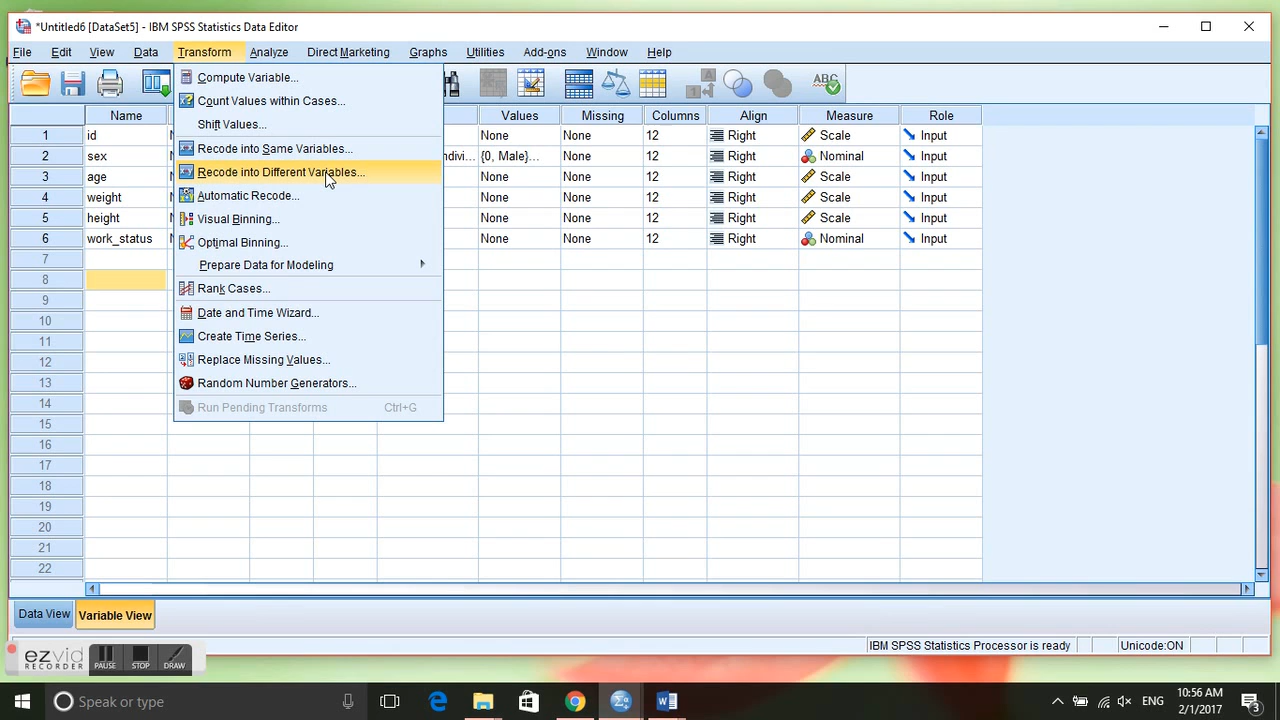 *Untitled6 [DataSet5] - IBM SPSS Statistics Data Editor
File Edit View Data Transform Analyze Direct Marketing Graphs Utilities Add-ons Window Help
Compute Variable...
Count Values within Cases...
Shift Values...
Recode into Same Variables...
Recode into Different Variables...
Automatic Recode...
Visual Binning...
Optimal Binning...
Prepare Data for Modeling
Rank Cases...
Date and Time Wizard...
Create Time Series...
Replace Missing Values...
Random Number Generators...
Run Pending Transforms Ctrl+G
A
A
ABC
Name Values Missing Columns Align Measure Role
1 id N None None 12 Right Scale Input
2 sex N ndivi... {0, Male}... None 12 Right Nominal Input
3 age N None None 12 Right Scale Input
4 weight N None None 12 Right Scale Input
5 height N None None 12 Right Scale Input
6 work_status N None None 12 Right Nominal Input
7
8
9
10
11
12
13
14
15
16
17
18
19
20
21
22
Data View Variable View
IBM SPSS Statistics Processor is ready Unicode:ON
ezvid
RECORDER
PAUSE STOP DRAW
Speak or type
ENG
10:56 AM
2/1/2017
3